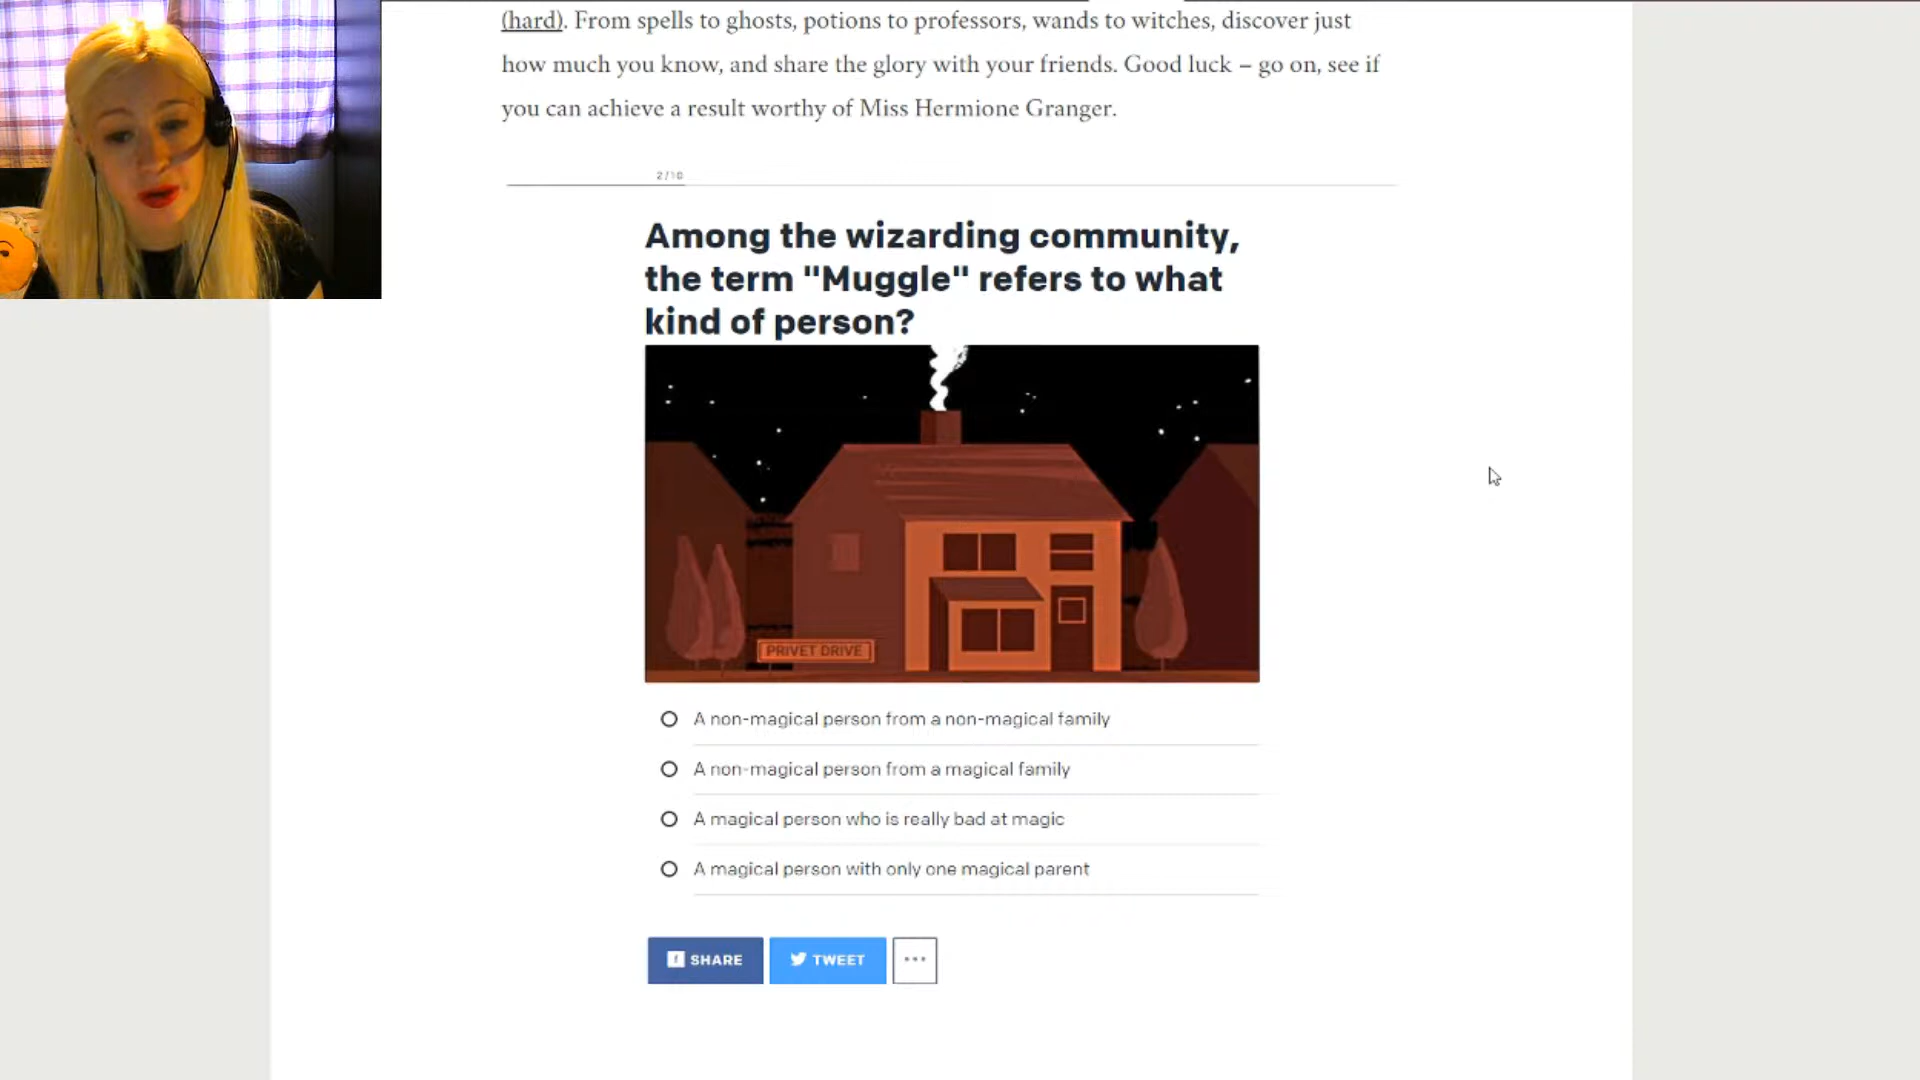 (hard). From spells to ghosts, potions to professors, wands to witches, discover just
how much you know, and share the glory with your friends. Good luck – go on, see if
you can achieve a result worthy of Miss Hermione Granger.
2/10
Among the wizarding community,
the term "Muggle" refers to what
kind of person?
PRIVET DRIVE
A non-magical person from a non-magical family
A non-magical person from a magical family
A magical person who is really bad at magic
A magical person with only one magical parent
SHARE TWEET